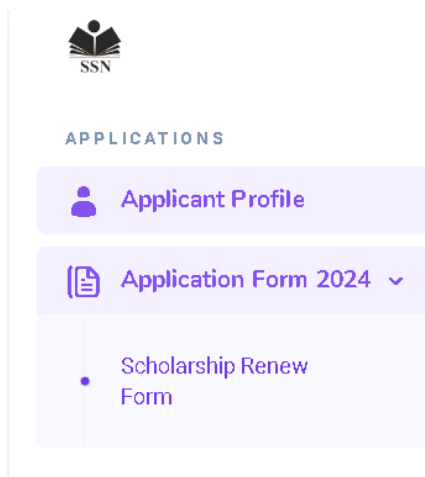 SSN
APPLICATIONS
Applicant Profile
Application Form 2024
Scholarship Renew
Form